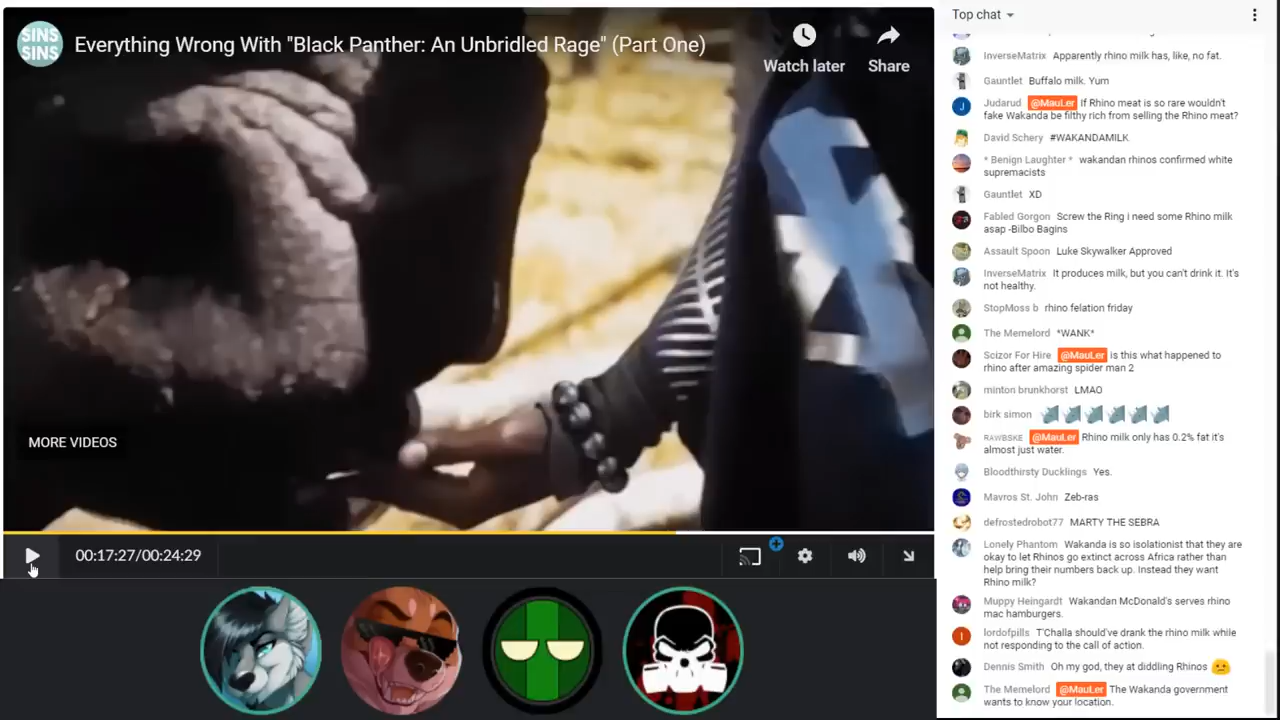 SINS
SINS
Everything Wrong With "Black Panther: An Unbridled Rage" (Part One)
Watch later
Share
MORE VIDEOS
00:17:27/00:24:29
Top chat
InverseMatrix Apparently rhino milk has, like, no fat.
Gauntlet Buffalo milk. Yum
J
Judarud @MauLer If Rhino meat is so rare wouldn't
fake Wakanda be filthy rich from selling the Rhino meat?
David Schery #WAKANDAMILK
* Benign Laughter * wakandan rhinos confirmed white
supremacists
Gauntlet XD
Fabled Gorgon Screw the Ring i need some Rhino milk
asap -Bilbo Bagins
Assault Spoon Luke Skywalker Approved
InverseMatrix It produces milk, but you can't drink it. It's
not healthy.
StopMoss b rhino felation friday
The Memelord *WANK*
Scizor For Hire @MauLer is this what happened to
rhino after amazing spider man 2
minton brunkhorst LMAO
birk simon
RAWBSKE @MauLer Rhino milk only has 0.2% fat it's
almost just water.
Bloodthirsty Ducklings Yes.
Mavros St. John Zeb-ras
defrostedrobot77 MARTY THE SEBRA
Lonely Phantom Wakanda is so isolationist that they are
okay to let Rhinos go extinct across Africa rather than
help bring their numbers back up. Instead they want
Rhino milk?
Muppy Heingardt Wakandan McDonald's serves rhino
mac hamburgers.
I
lordofpills T'Challa should've drank the rhino milk while
not responding to the call of action.
Dennis Smith Oh my god, they at diddling Rhinos
The Memelord @MauLer The Wakanda government
wants to know your location.